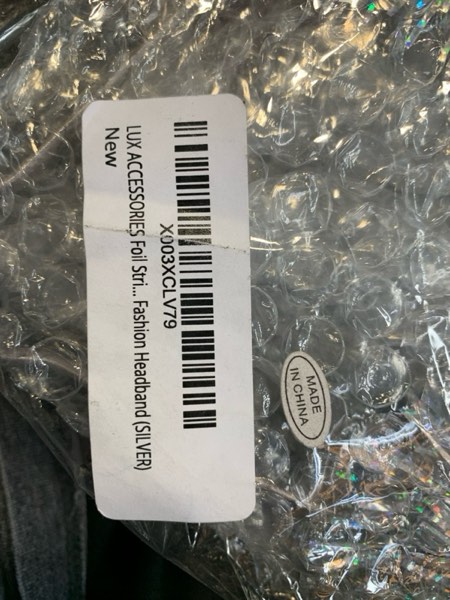 X003XCLV79
LUX ACCESSORIES Foil Stri... Fashion Headband (SILVER)
New
MADE
IN CHINA